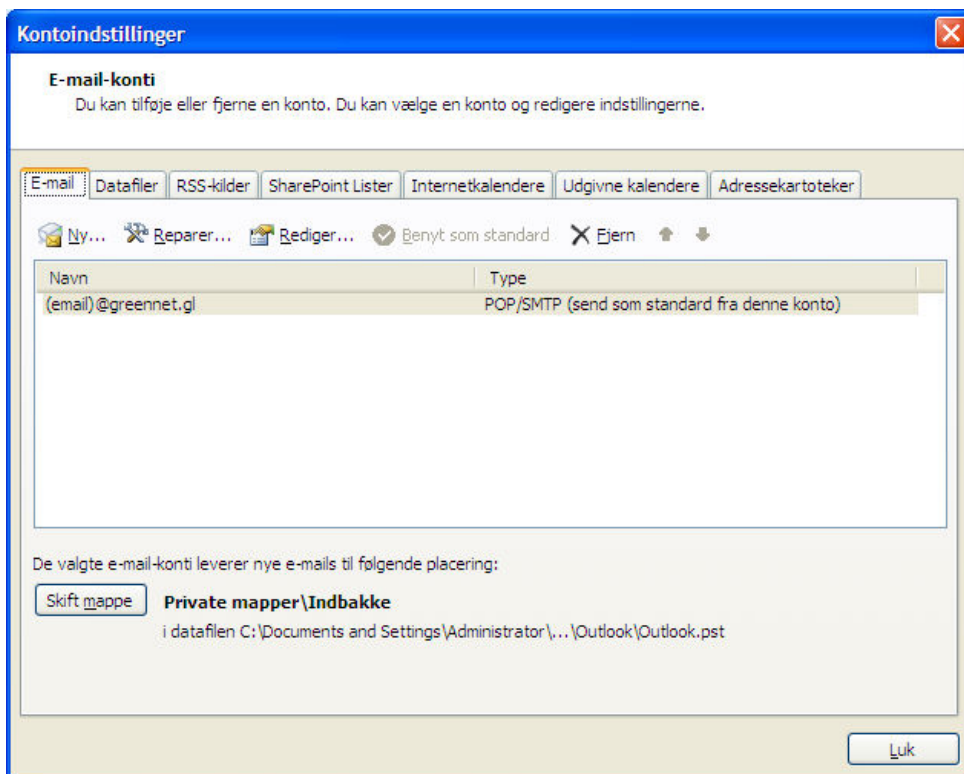 Kontoindstillinger
E-mail-konti
Du kan tilføje eller fjerne en konto. Du kan vælge en konto og redigere indstillingerne.
E-mail Datafiler RSS-kilder SharePoint Lister Internetkalendere Udgivne kalendere Adressekartoteker
Ny... Reparer... Rediger... Benyt som standard Fjern
Navn Type
(email)@greennet.gl POP/SMTP (send som standard fra denne konto)
De valgte e-mail-konti leverer nye e-mails til følgende placering:
Skift mappe Private mapper\Indbakke
i datafilen C:\Documents and Settings\Administrator\...\Outlook\Outlook.pst
Luk